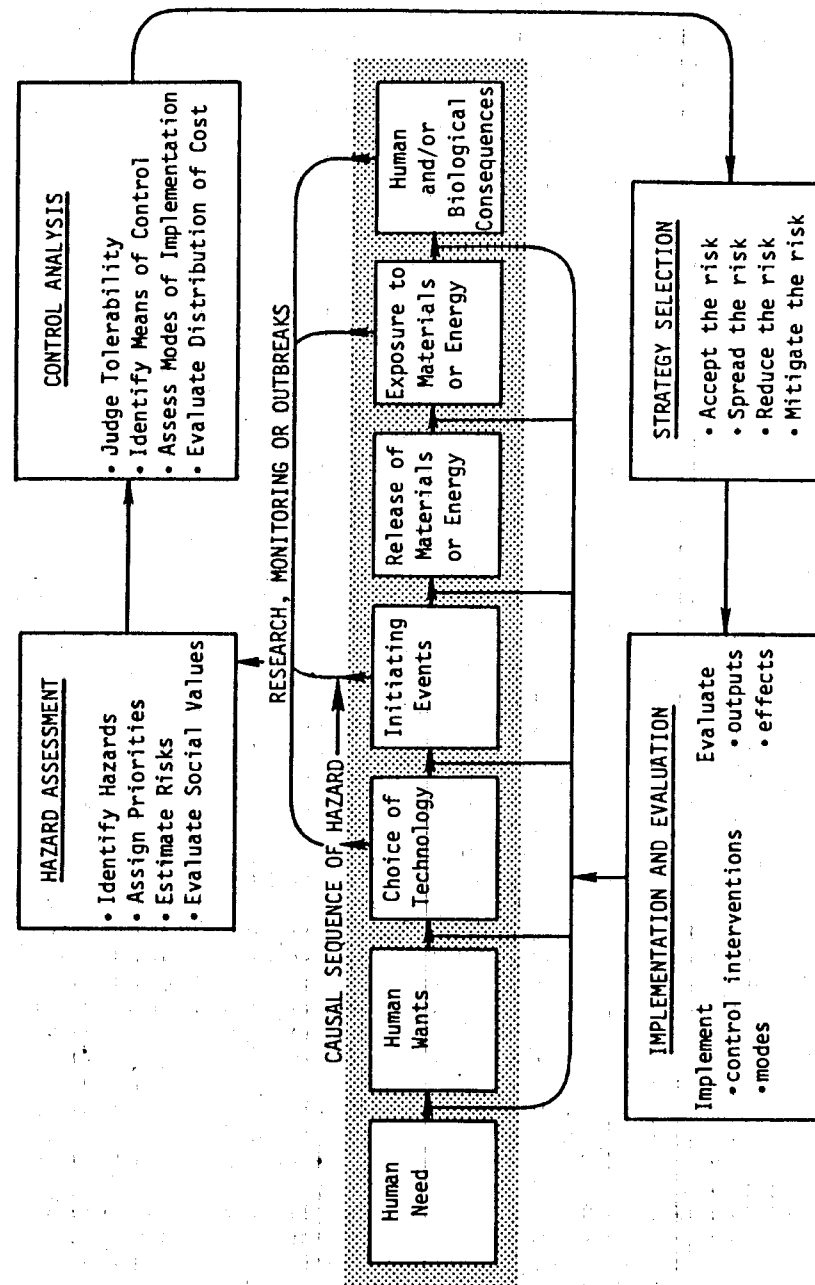 HAZARD ASSESSMENT
• Identify Hazards
• Assign Priorities
• Estimate Risks
• Evaluate Social Values
CONTROL ANALYSIS
• Judge Tolerability
• Identify Means of Control
• Assess Modes of Implementation
• Evaluate Distribution of Cost
RESEARCH, MONITORING OR OUTBREAKS
CAUSAL SEQUENCE OF HAZARD
Human
Need
Human
Wants
Choice of
Technology
Initiating
Events
Release of
Materials
or Energy
Exposure to
Materials
or Energy
Human
and/or
Biological
Consequences
IMPLEMENTATION AND EVALUATION
Implement
• control interventions
• modes
Evaluate
• outputs
• effects
STRATEGY SELECTION
• Accept the risk
• Spread the risk
• Reduce the risk
• Mitigate the risk